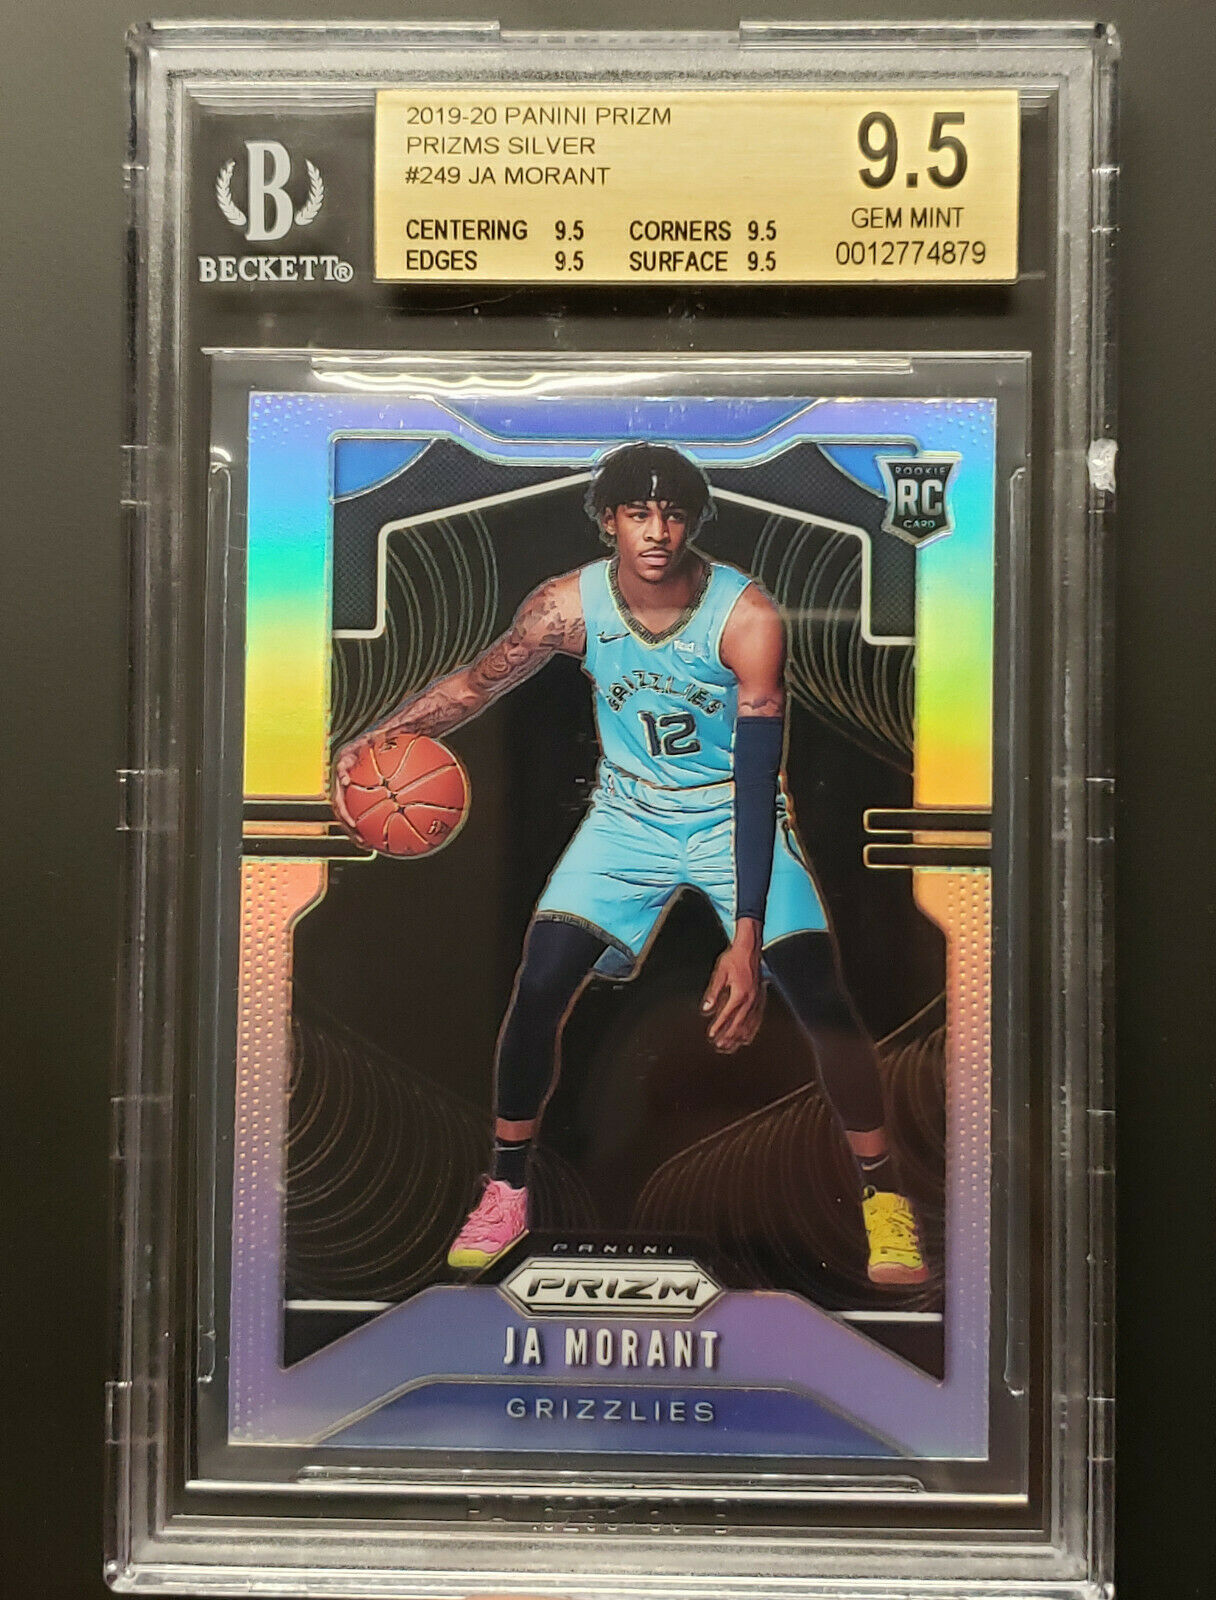 2019-20 PANINI PRIZM
PRIZMS SILVER
#249 JA MORANT
CENTERING 9.5 CORNERS 9.5
EDGES 9.5 SURFACE 9.5
9.5
GEM MINT
0012774879
B
BECKETT®
ROOKIE
RC
CARD
GRIZZLIES
12
PANINI
PRIZM
JA MORANT
GRIZZLIES